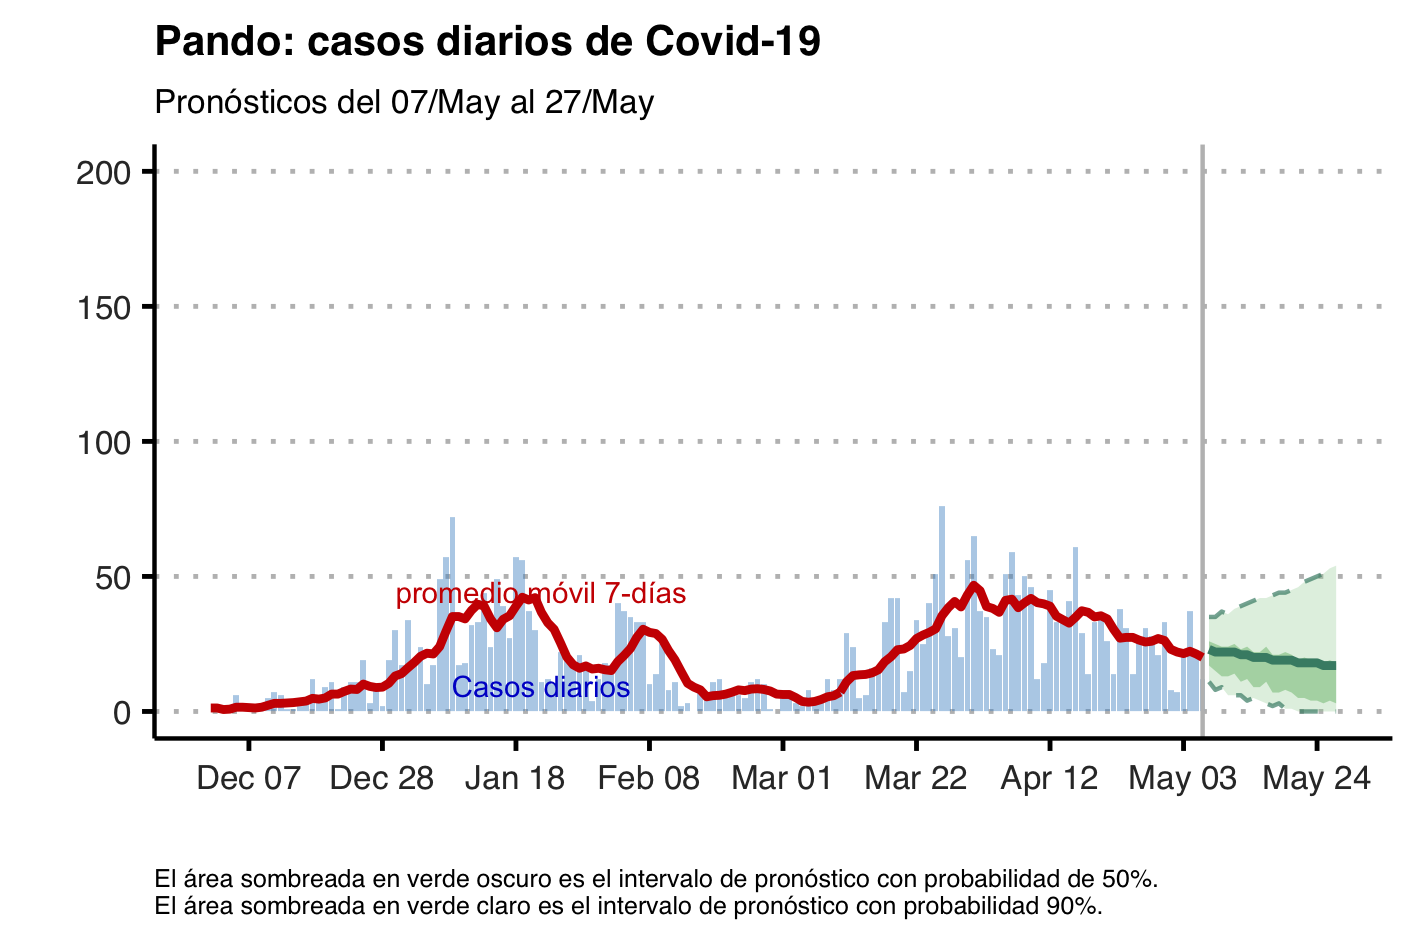 Pando: casos diarios de Covid-19
Pronósticos del 07/May al 27/May
200
150
100
50
0
promedio móvil 7-días
Casos diarios
Dec 07 Dec 28 Jan 18 Feb 08 Mar 01 Mar 22 Apr 12 May 03 May 24
El área sombreada en verde oscuro es el intervalo de pronóstico con probabilidad de 50%.
El área sombreada en verde claro es el intervalo de pronóstico con probabilidad 90%.